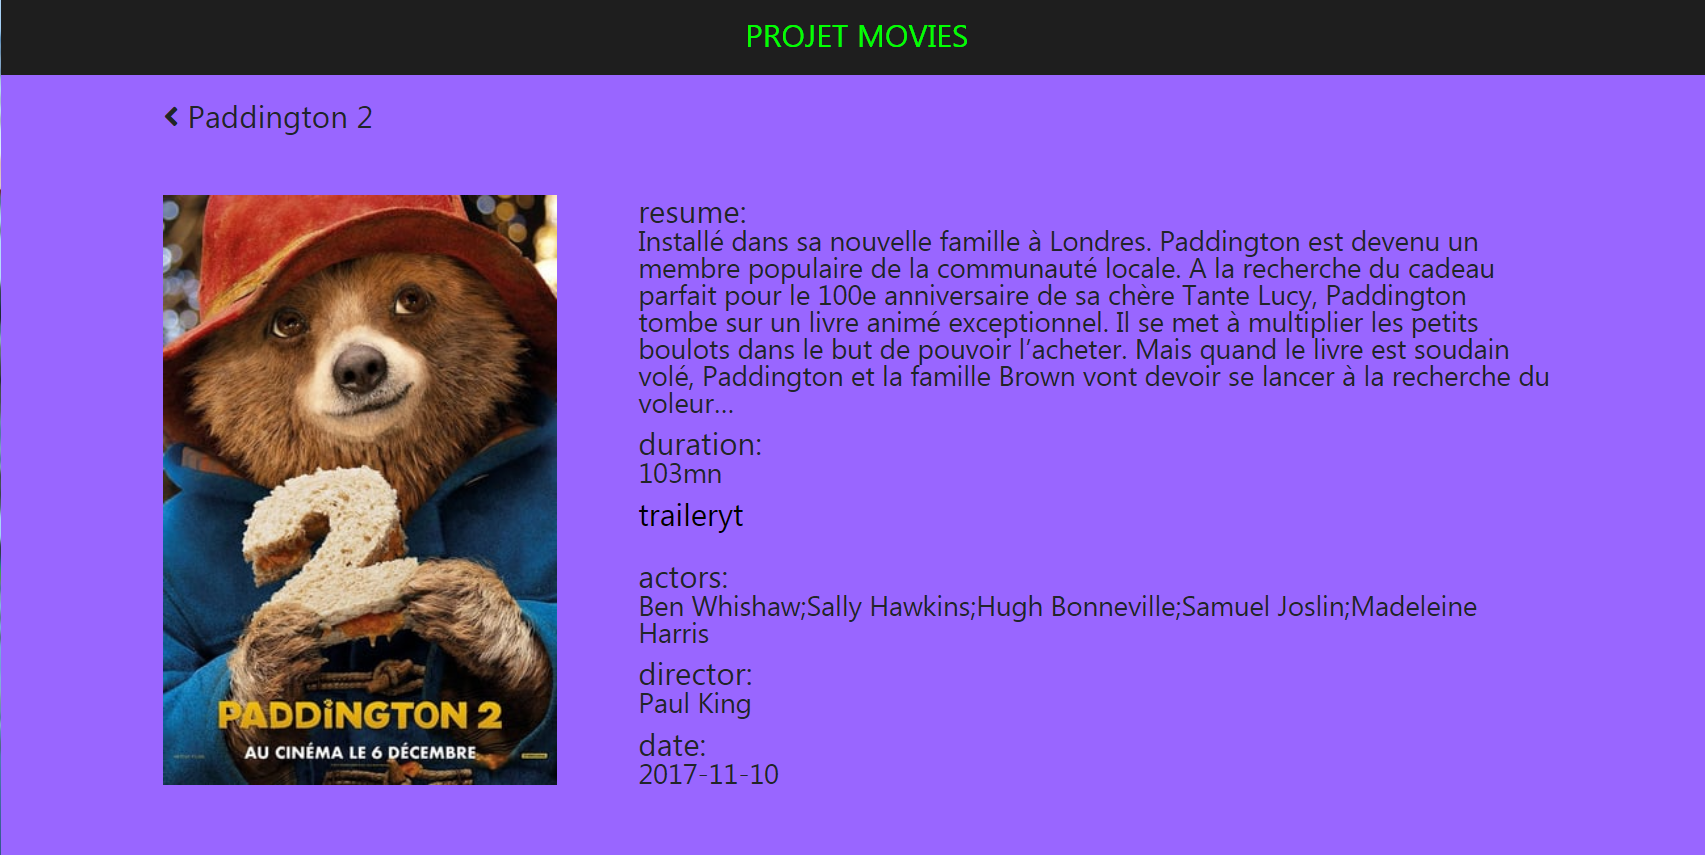 PROJET MOVIES
Paddington 2
resume:
Installé dans sa nouvelle famille à Londres. Paddington est devenu un
membre populaire de la communauté locale. A la recherche du cadeau
parfait pour le 100e anniversaire de sa chère Tante Lucy, Paddington
tombe sur un livre animé exceptionnel. Il se met à multiplier les petits
boulots dans le but de pouvoir l’acheter. Mais quand le livre est soudain
volé, Paddington et la famille Brown vont devoir se lancer à la recherche du
voleur…
duration:
103mn
traileryt
actors:
Ben Whishaw;Sally Hawkins;Hugh Bonneville;Samuel Joslin;Madeleine
Harris
director:
Paul King
date:
2017-11-10
2
PADDiNGTON 2
AU CINÉMA LE 6 DÉCEMBRE